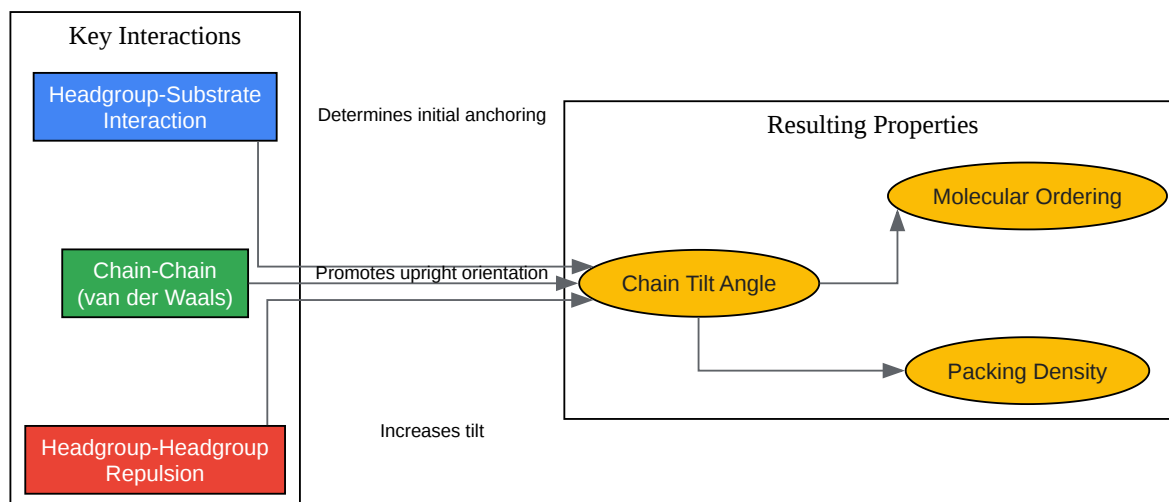 Key Interactions
Headgroup-Substrate
Interaction
Determines initial anchoring
Resulting Properties
Molecular Ordering
Chain-Chain
(van der Waals)
Promotes upright orientation
Chain Tilt Angle
Packing Density
Headgroup-Headgroup
Repulsion
Increases tilt